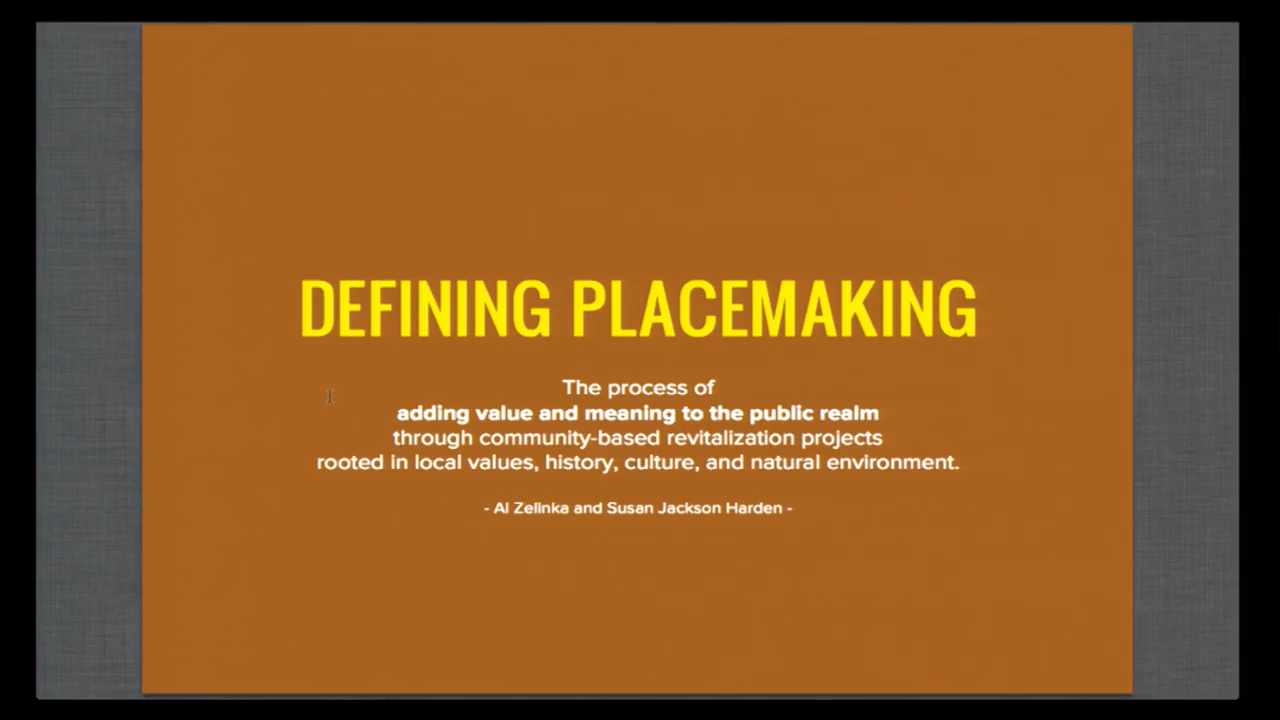 DEFINING PLACEMAKING
The process of
adding value and meaning to the public realm
through community-based revitalization projects
rooted in local values, history, culture, and natural environment.
- Al Zelinka and Susan Jackson Harden -